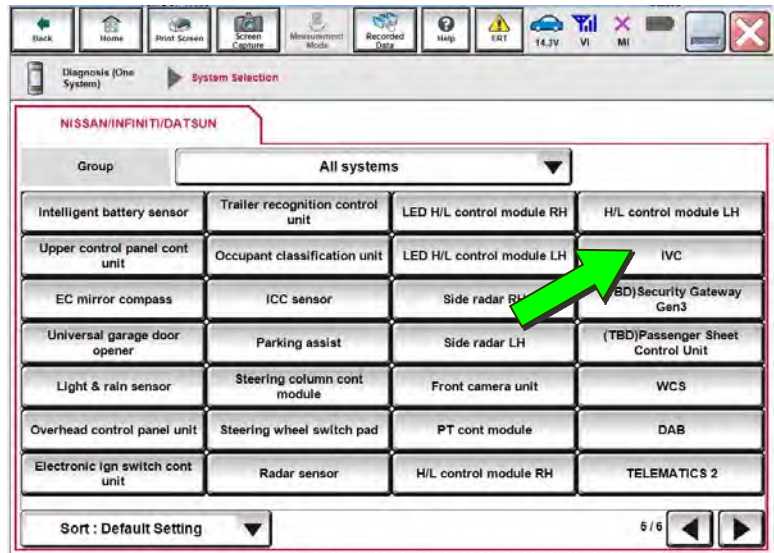 Back
Home
Print Screen
Screen
Capture
Measurement
Mode
Recorded
Data
Help
ERT
14.3V
VI
MI
Diagnosis (One
System)
System Selection
NISSAN/INFINITI/DATSUN
Group
All systems
Intelligent battery sensor
Trailer recognition control
unit
LED H/L control module RH
H/L control module LH
Upper control panel cont
unit
Occupant classification unit
LED H/L control module LH
IVC
EC mirror compass
ICC sensor
Side radar RH
BD)Security Gateway
Gen3
Universal garage door
opener
Parking assist
Side radar LH
(TBD)Passenger Sheet
Control Unit
Light & rain sensor
Steering column cont
module
Front camera unit
WCS
Overhead control panel unit
Steering wheel switch pad
PT cont module
DAB
Electronic ign switch cont
unit
Radar sensor
H/L control module RH
TELEMATICS 2
Sort : Default Setting